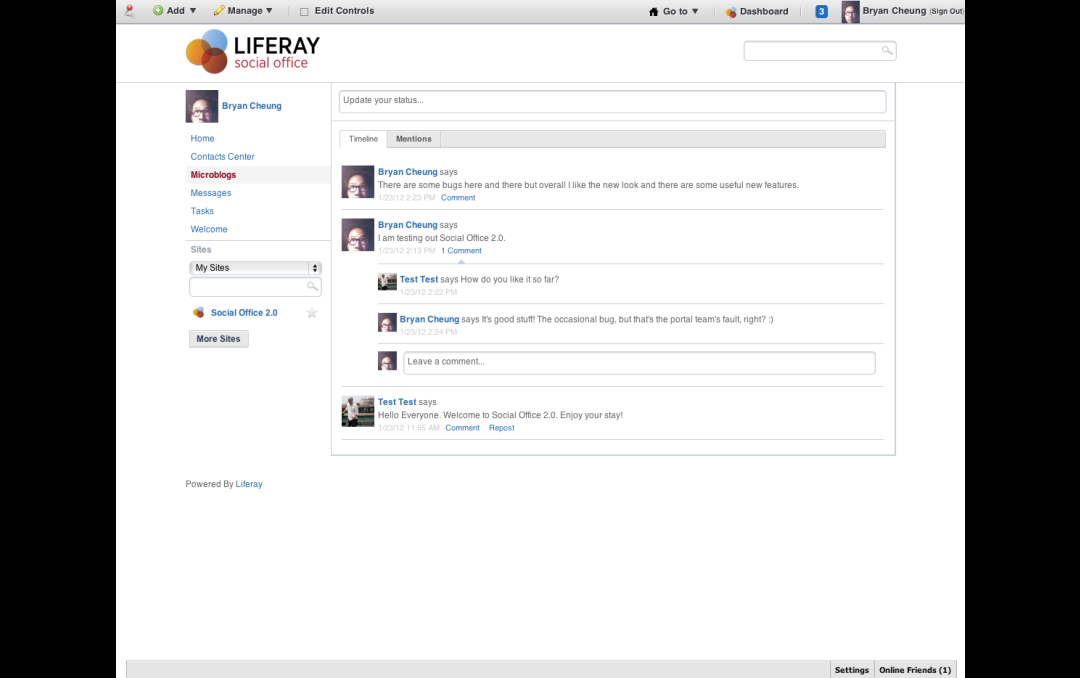 Add ▼ Manage ▼ Edit Controls Go to ▼ Dashboard 3 Bryan Cheung (Sign Out)
LIFERAY
social office
Bryan Cheung
Home
Contacts Center
Microblogs
Messages
Tasks
Welcome
Sites
My Sites
Social Office 2.0
More Sites
Update your status...
Timeline Mentions
Bryan Cheung says
There are some bugs here and there but overall I like the new look and there are some useful new features.
1/23/12 2:23 PM Comment
Bryan Cheung says
I am testing out Social Office 2.0.
1/23/12 2:13 PM 1 Comment
Test Test says How do you like it so far?
1/23/12 2:22 PM
Bryan Cheung says It's good stuff! The occasional bug, but that's the portal team's fault, right? :)
1/23/12 2:24 PM
Leave a comment...
Test Test says
Hello Everyone. Welcome to Social Office 2.0. Enjoy your stay!
1/23/12 11:55 AM Comment Repost
Powered By Liferay
Settings Online Friends (1)